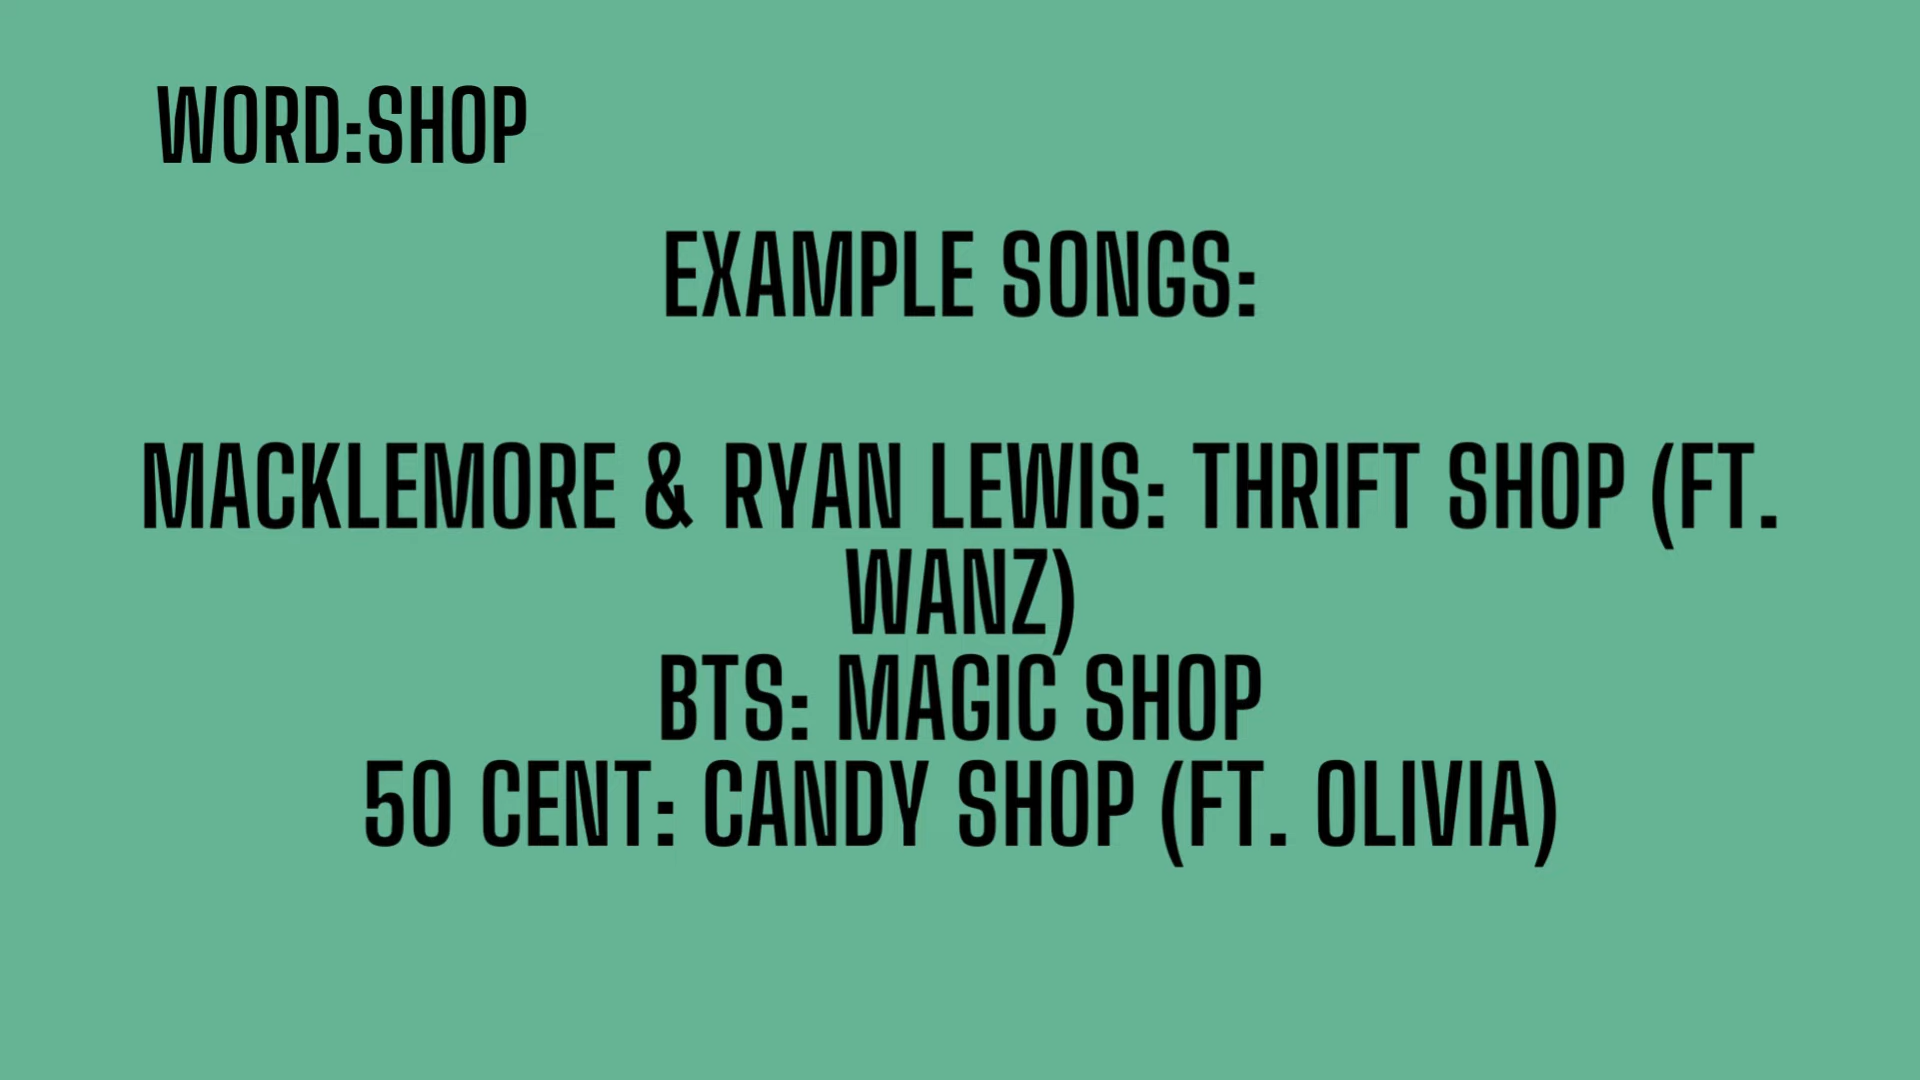 WORD:SHOP
EXAMPLE SONGS:
MACKLEMORE & RYAN LEWIS: THRIFT SHOP (FT.
WANZ)
BTS: MAGIC SHOP
50 CENT: CANDY SHOP (FT. OLIVIA)